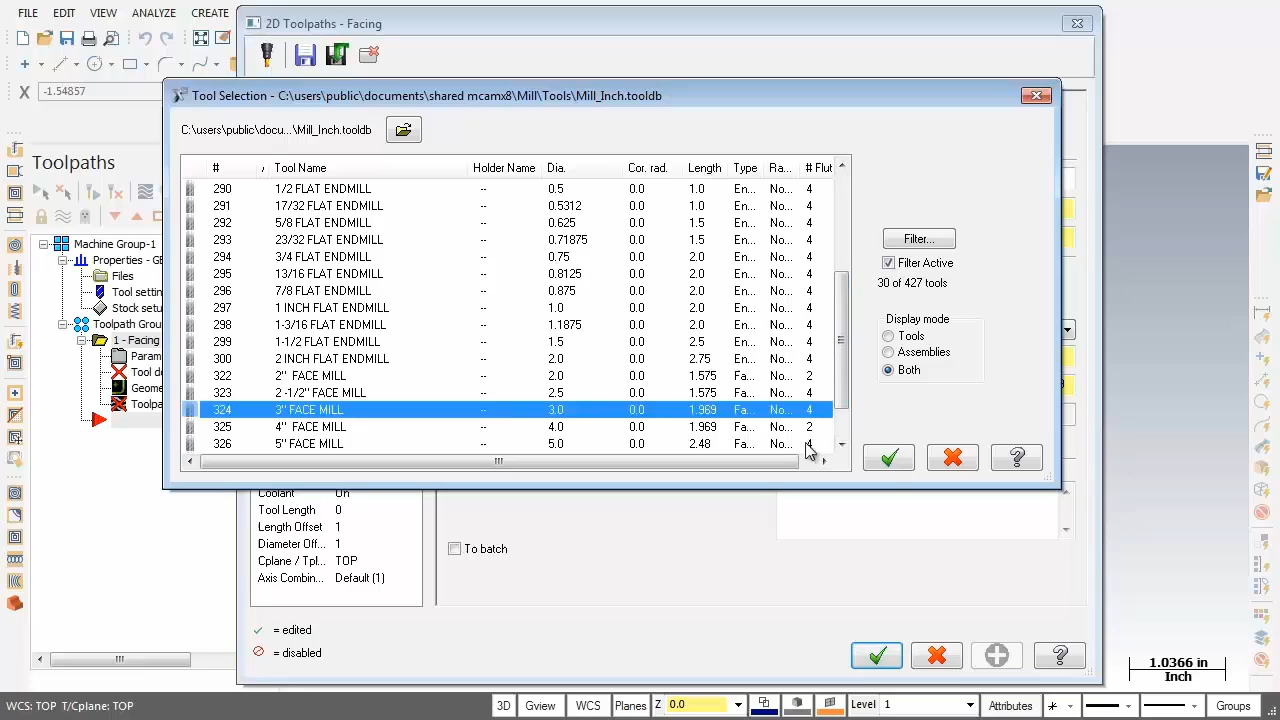 FILE EDIT VIEW ANALYZE CREATE
2D Toolpaths - Facing
X -1.54857
Tool Selection - C:\users\public\documents\shared mcamx8\Mill\Tools\Mill_Inch.tooldb
C:\users\public\docu...\Mill_Inch.tooldb
# / Tool Name Holder Name Cor. rad. Length Type Ra... # Flut
290 1/2 FLAT ENDMILL -- 0.5 0.0 1.0 En... No... 4
291 17/32 FLAT ENDMILL -- 0.5312 0.0 1.0 En... No... 4
292 5/8 FLAT ENDMILL -- 0.625 0.0 1.5 En... No... 4
293 23/32 FLAT ENDMILL -- 0.71875 0.0 1.5 En... No... 4
294 3/4 FLAT ENDMILL -- 0.75 0.0 2.0 En... No... 4
295 13/16 FLAT ENDMILL -- 0.8125 0.0 2.0 En... No... 4
296 7/8 FLAT ENDMILL -- 0.875 0.0 2.0 En... No... 4
297 1 INCH FLAT ENDMILL -- 1.0 0.0 2.0 En... No... 4
298 1-3/16 FLAT ENDMILL -- 1.1875 0.0 2.0 En... No... 4
299 1-1/2 FLAT ENDMILL -- 1.5 0.0 2.5 En... No... 4
300 2 INCH FLAT ENDMILL -- 2.0 0.0 2.75 En... No... 4
322 2" FACE MILL -- 2.0 0.0 1.575 Fa... No... 2
323 2 -1/2" FACE MILL -- 2.5 0.0 1.575 Fa... No... 4
324 3" FACE MILL -- 3.0 0.0 1.969 Fa... No... 4
325 4" FACE MILL -- 4.0 0.0 1.969 Fa... No... 2
326 5" FACE MILL -- 5.0 0.0 2.48 Fa... No...
Filter...
Filter Active
30 of 427 tools
Display mode
Tools
Assemblies
Both
Toolpaths
Machine Group-1
Properties - GE
Files
Tool settin
Stock setu
Toolpath Grou
1 - Facing
Param
Tool de
Geome
Toolpa
Coolant On
Tool Length 0
Length Offset 1
Diameter Off... 1
Cplane / Tpl... TOP
Axis Combin... Default (1)
To batch
= edited
= disabled
1.0366 in
Inch
WCS: TOP T/Cplane: TOP
3D Gview WCS Planes Z 0.0 Level 1 Attributes Groups